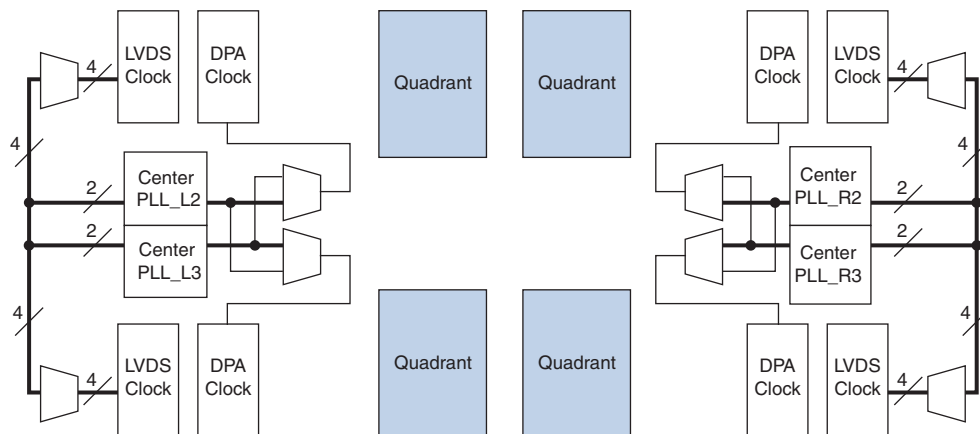 4
LVDS
Clock
DPA
Clock
Quadrant
Quadrant
DPA
Clock
LVDS
Clock
4
4
4
2
Center
PLL_L2
Center
PLL_R2
2
2
Center
PLL_L3
Center
PLL_R3
2
4
4
4
LVDS
Clock
DPA
Clock
Quadrant
Quadrant
DPA
Clock
LVDS
Clock
4